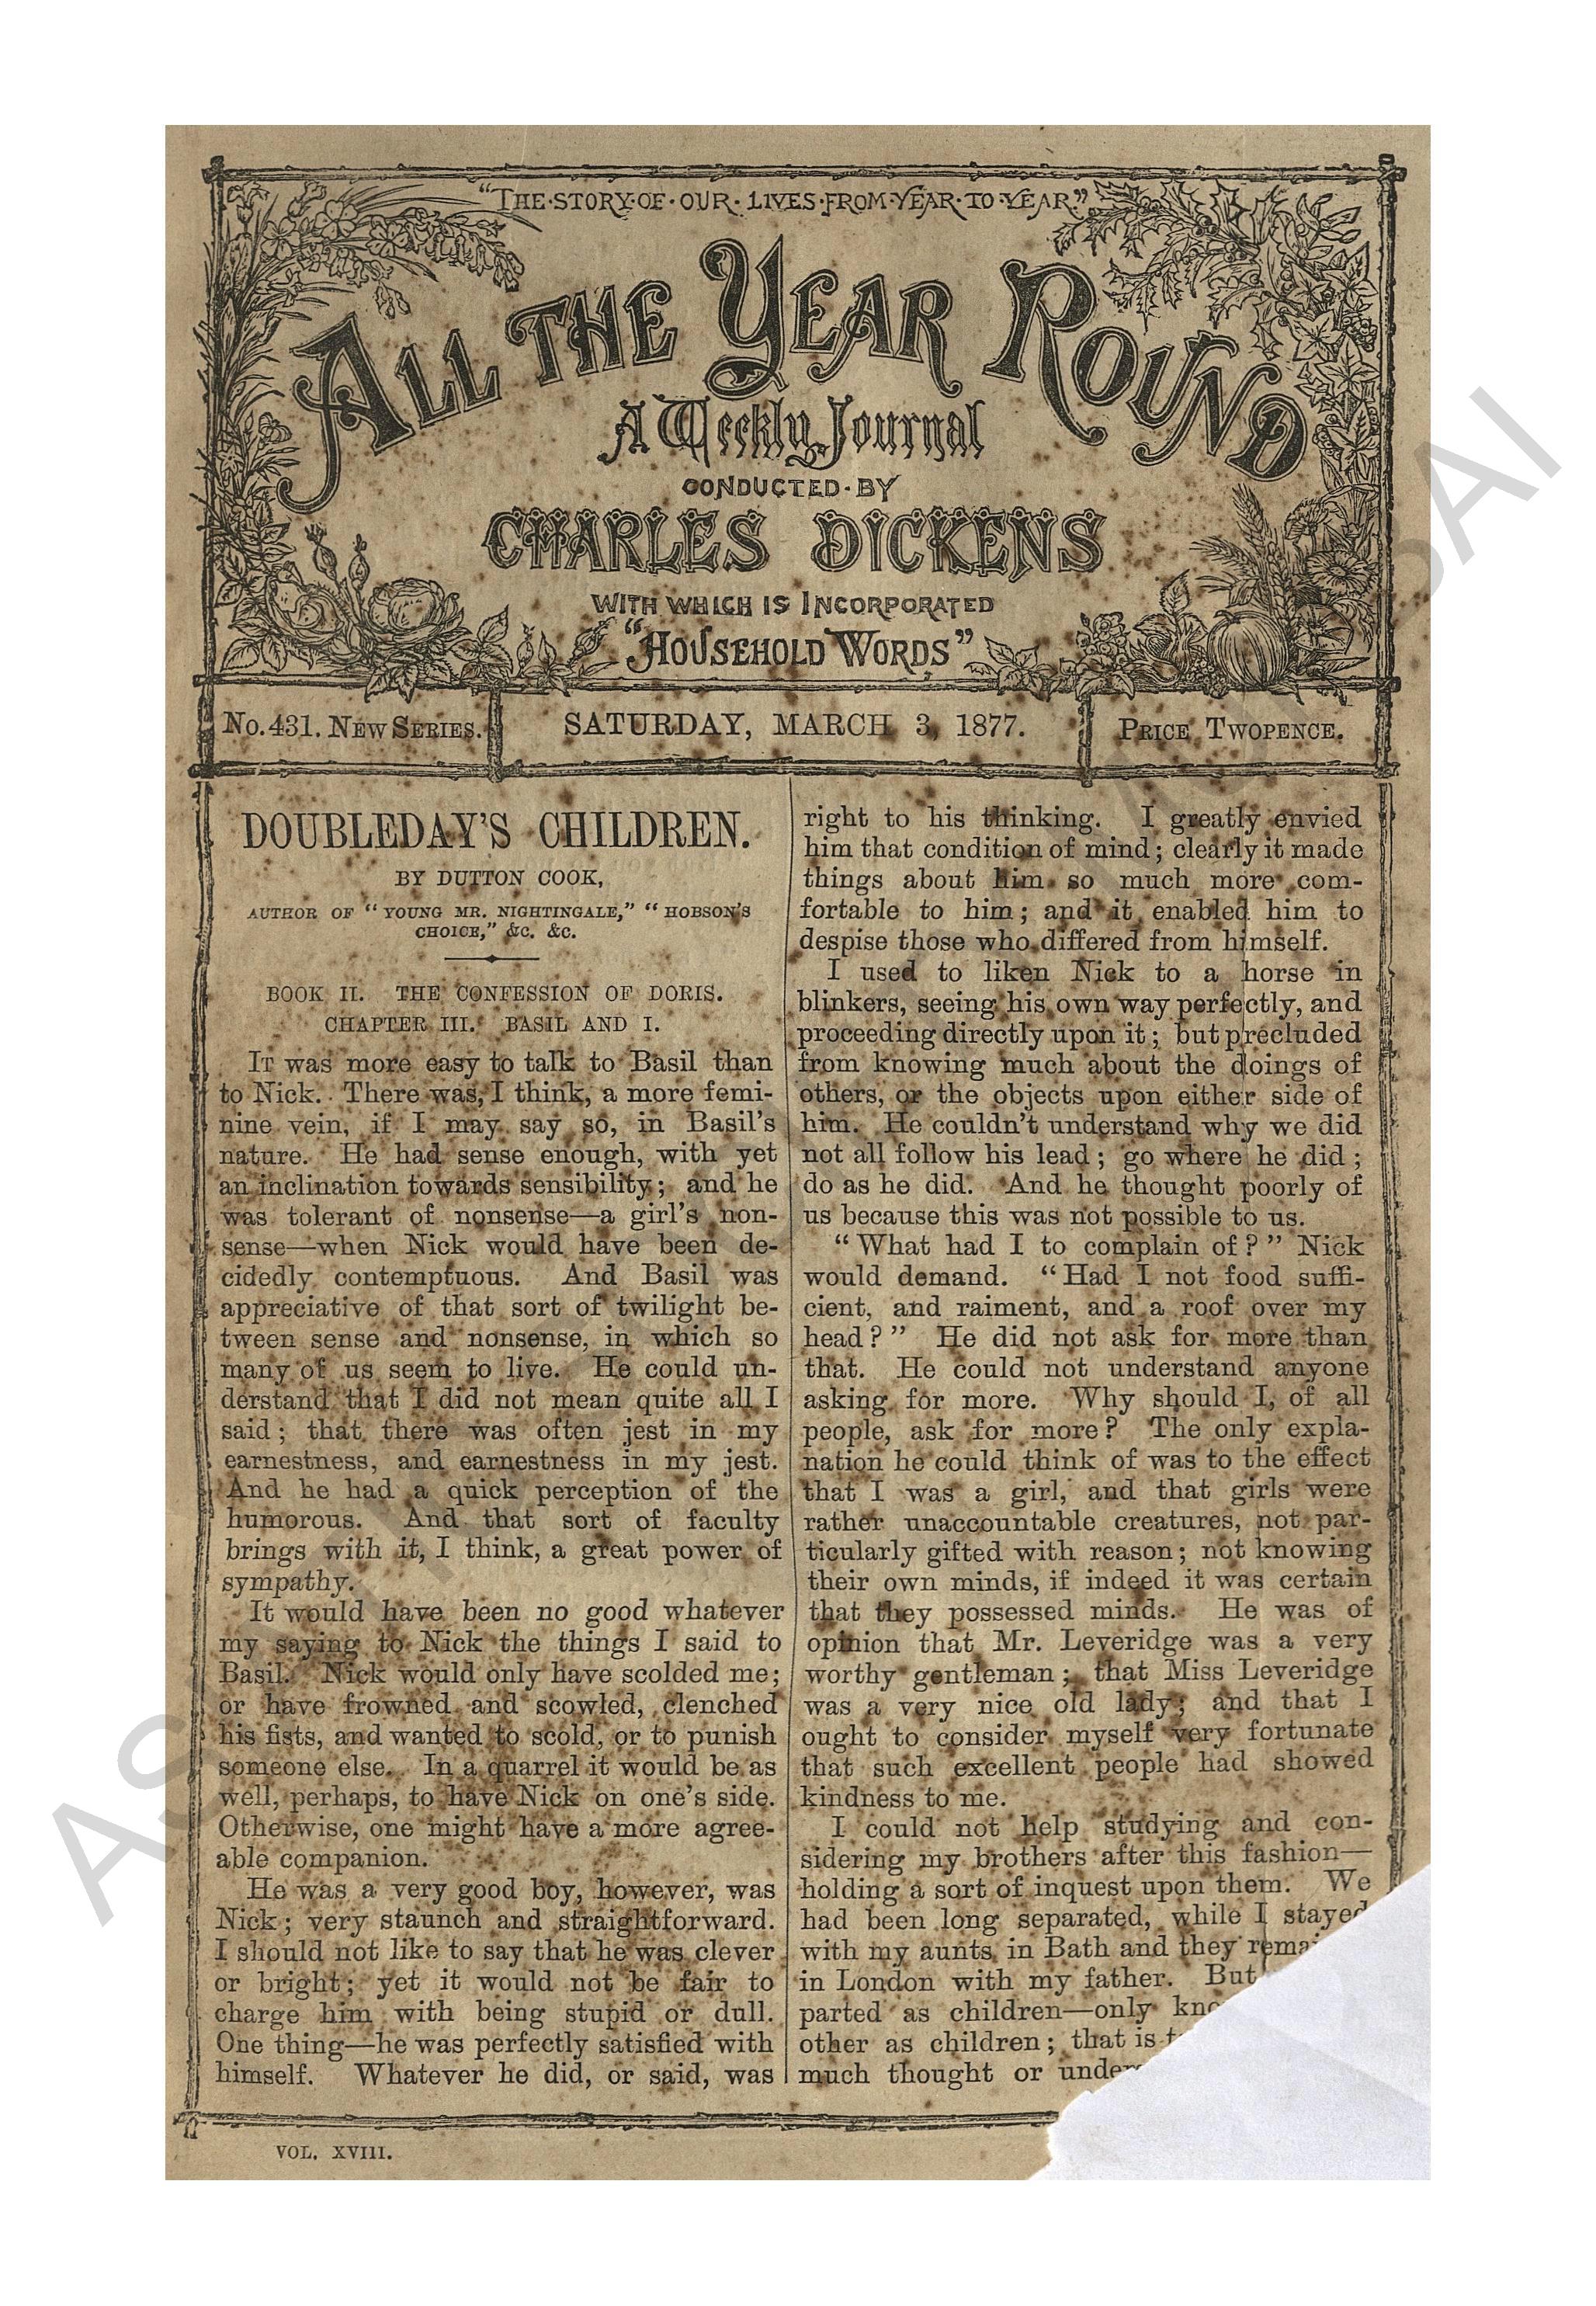 "THE STORY OF OUR LIVES FROM YEAR TO YEAR."
ALL THE YEAR ROUND
A Weekly Journal
CONDUCTED BY
CHARLES DICKENS
WITH WHICH IS INCORPORATED
"HOUSEHOLD WORDS"
No. 431. NEW SERIES.
SATURDAY, MARCH 3, 1877.
PRICE TWOPENCE.
DOUBLEDAY'S CHILDREN.
BY DUTTON COOK,
AUTHOR OF "YOUNG MR. NIGHTINGALE," "HOBSON'S
CHOICE," &C. &C.
BOOK II. THE CONFESSION OF DORIS.
CHAPTER III. BASIL AND I.
IT was more easy to talk to Basil than
to Nick. There was, I think, a more femi-
nine vein, if I may say so, in Basil's
nature. He had sense enough, with yet
an inclination towards sensibility; and he
was tolerant of nonsense—a girl's non-
sense—when Nick would have been de-
cidedly contemptuous. And Basil was
appreciative of that sort of twilight be-
tween sense and nonsense, in which so
many of us seem to live. He could un-
derstand that I did not mean quite all I
said; that there was often jest in my
earnestness, and earnestness in my jest.
And he had a quick perception of the
humorous. And that sort of faculty
brings with it, I think, a great power of
sympathy.
It would have been no good whatever
my saying to Nick the things I said to
Basil. Nick would only have scolded me;
or have frowned and scowled, clenched
his fists, and wanted to scold, or to punish
someone else. In a quarrel it would be as
well, perhaps, to have Nick on one's side.
Otherwise, one might have a more agree-
able companion.
He was a very good boy, however, was
Nick; very staunch and straightforward.
I should not like to say that he was clever
or bright; yet it would not be fair to
charge him with being stupid or dull.
One thing—he was perfectly satisfied with
himself. Whatever he did, or said, was
right to his thinking. I greatly envied
him that condition of mind; clearly it made
things about him so much more com-
fortable to him; and it enabled him to
despise those who differed from himself.
I used to liken Nick to a horse in
blinkers, seeing his own way perfectly, and
proceeding directly upon it; but precluded
from knowing much about the doings of
others, or the objects upon either side of
him. He couldn't understand why we did
not all follow his lead; go where he did;
do as he did. And he thought poorly of
us because this was not possible to us.
"What had I to complain of?" Nick
would demand. "Had I not food suffi-
cient, and raiment, and a roof over my
head?" He did not ask for more than
that. He could not understand anyone
asking for more. Why should I, of all
people, ask for more? The only expla-
nation he could think of was to the effect
that I was a girl, and that girls were
rather unaccountable creatures, not par-
ticularly gifted with reason; not knowing
their own minds, if indeed it was certain
that they possessed minds. He was of
opinion that Mr. Leveridge was a very
worthy gentleman; that Miss Leveridge
was a very nice old lady; and that I
ought to consider myself very fortunate
that such excellent people had showed
kindness to me.
I could not help studying and con-
sidering my brothers after this fashion—
holding a sort of inquest upon them. We
had been long separated, while I stayed
with my aunts in Bath and they
in London with my father. But
parted as children—only
other as children; that is
much thought or
VOL. XVIII.